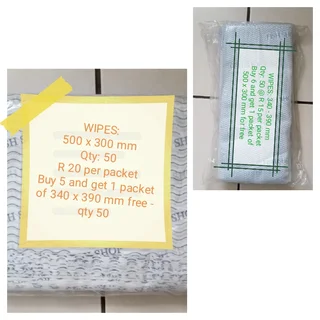 WIPES:
500 x 300 mm
Qty: 50
R 20 per packet
Buy 5 and get 1 packet
of 340 x 390 mm free -
qty 50
WIPES: 340 x 390 mm
Qty: 50 @ R 15 per packet
Buy 6 and get 1 packet of
500 x 300 mm for free
SHOP